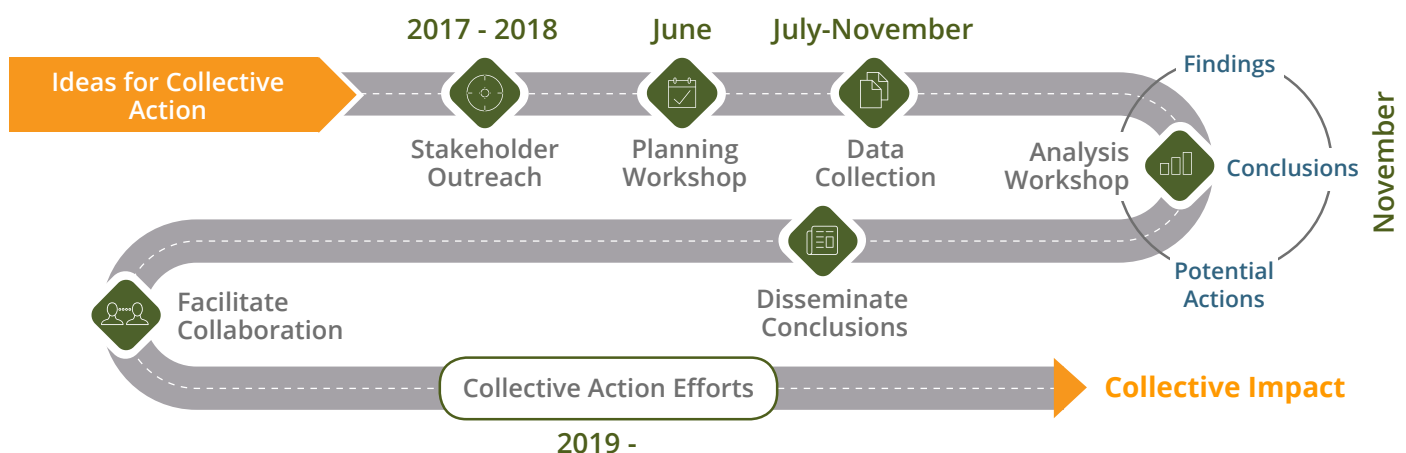 2017 - 2018
June
July-November
Ideas for Collective
Action
Findings
Stakeholder
Outreach
Planning
Workshop
Data
Collection
Analysis
Workshop
Conclusions
November
Potential
Actions
Disseminate
Conclusions
Facilitate
Collaboration
Collective Action Efforts
Collective Impact
2019 -